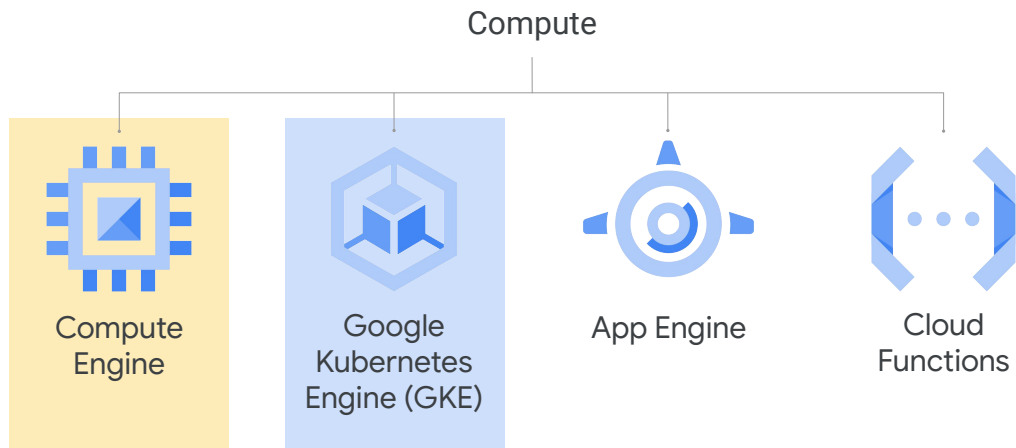 Compute
Compute
Engine
Google
Kubernetes
Engine (GKE)
App Engine
Cloud
Functions